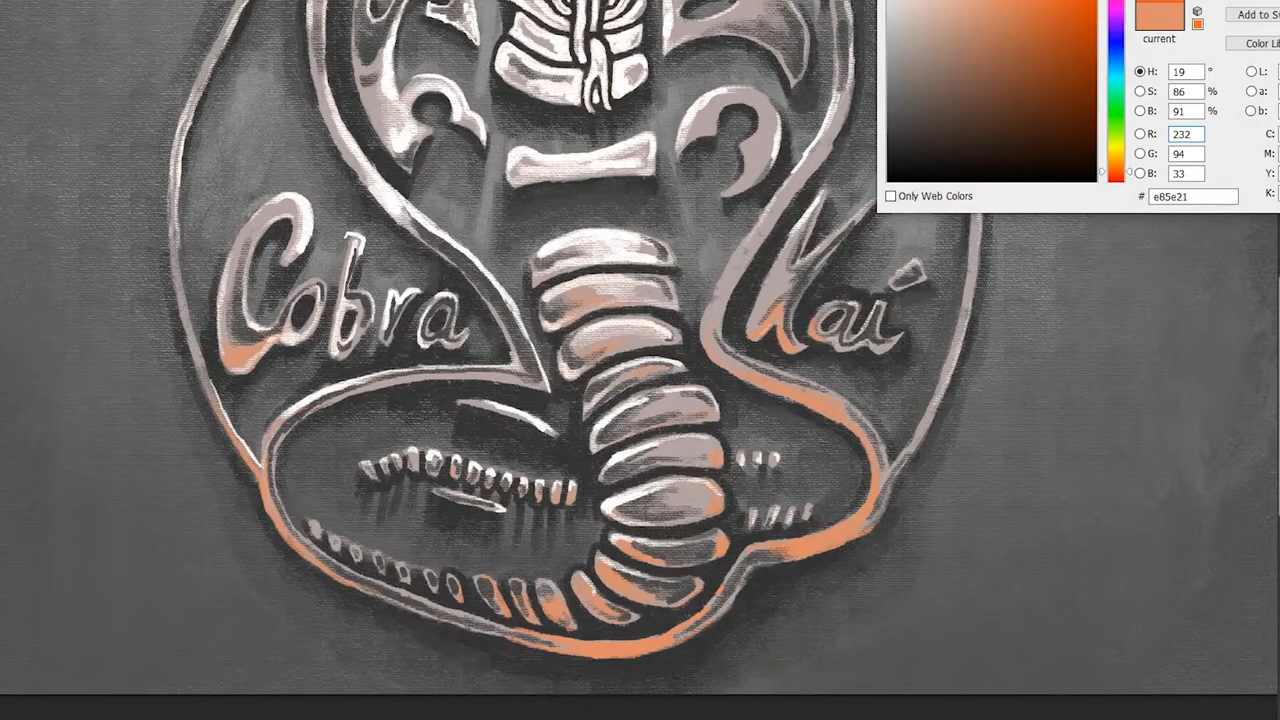 Cobra Kai
current
Add to S
Color Li
H: 19 °
S: 86 %
B: 91 %
R: 232
G: 94
B: 33
L:
a:
b:
C:
M:
Y:
K:
Only Web Colors
# e85e21